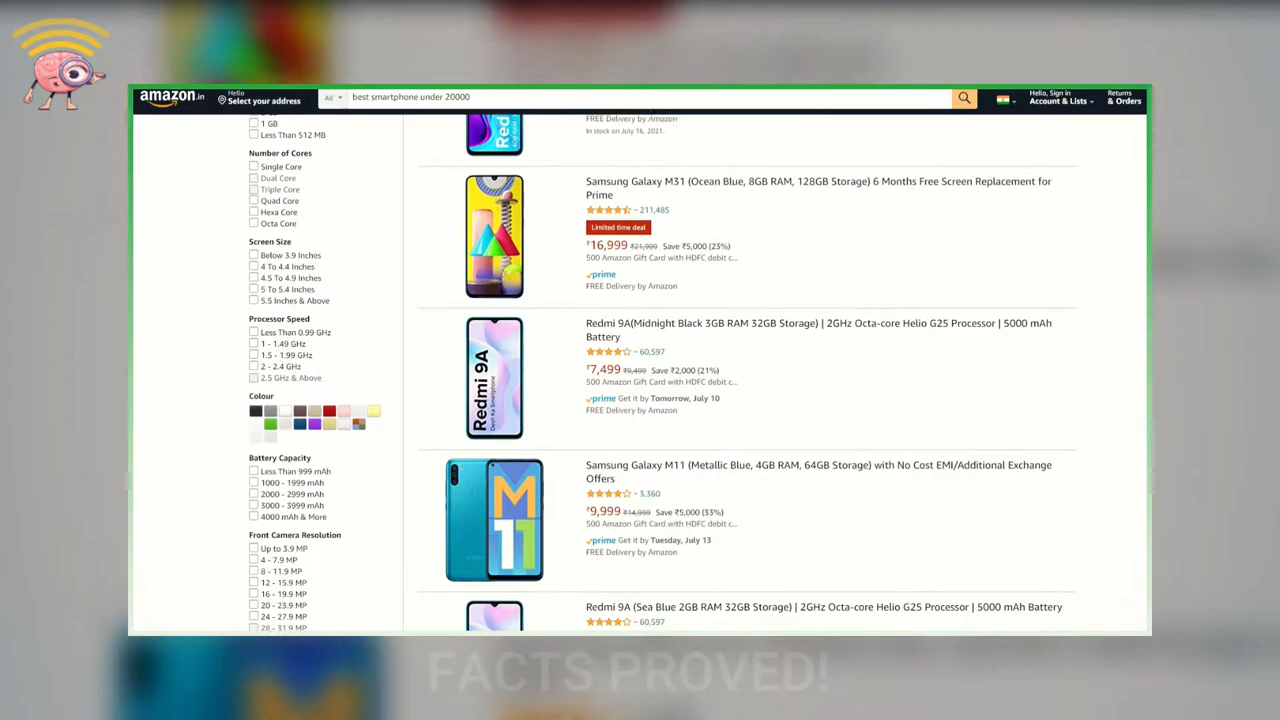 amazon.in
Hello
Select your address
All
best smartphone under 20000
Hello, Sign in
Account & Lists
Returns
& Orders
1 GB
Less Than 512 MB
Number of Cores
Single Core
Dual Core
Triple Core
Quad Core
Hexa Core
Octa Core
Screen Size
Below 3.9 Inches
4 To 4.4 Inches
4.5 To 4.9 Inches
5 To 5.4 Inches
5.5 Inches & Above
Processor Speed
Less Than 0.99 GHz
1 - 1.49 GHz
1.5 - 1.99 GHz
2 - 2.4 GHz
2.5 GHz & Above
Colour
Battery Capacity
Less Than 999 mAh
1000 - 1999 mAh
2000 - 2999 mAh
3000 - 3999 mAh
4000 mAh & More
Front Camera Resolution
Up to 3.9 MP
4 - 7.9 MP
8 - 11.9 MP
12 - 15.9 MP
16 - 19.9 MP
20 - 23.9 MP
24 - 27.9 MP
28 - 31.9 MP
FREE Delivery by Amazon
In stock on July 16, 2021.
Samsung Galaxy M31 (Ocean Blue, 8GB RAM, 128GB Storage) 6 Months Free Screen Replacement for
Prime
211,485
Limited time deal
₹16,999 ₹21,999 Save ₹5,000 (23%)
500 Amazon Gift Card with HDFC debit c...
prime
FREE Delivery by Amazon
Redmi 9A
Redmi 9A(Midnight Black 3GB RAM 32GB Storage) | 2GHz Octa-core Helio G25 Processor | 5000 mAh
Battery
60,597
₹7,499 ₹9,499 Save ₹2,000 (21%)
500 Amazon Gift Card with HDFC debit c...
prime Get it by Tomorrow, July 10
FREE Delivery by Amazon
M
11
Samsung Galaxy M11 (Metallic Blue, 4GB RAM, 64GB Storage) with No Cost EMI/Additional Exchange
Offers
3,360
₹9,999 ₹14,999 Save ₹5,000 (33%)
500 Amazon Gift Card with HDFC debit c...
prime Get it by Tuesday, July 13
FREE Delivery by Amazon
Redmi 9A (Sea Blue 2GB RAM 32GB Storage) | 2GHz Octa-core Helio G25 Processor | 5000 mAh Battery
60,597
FACTS PROVED!